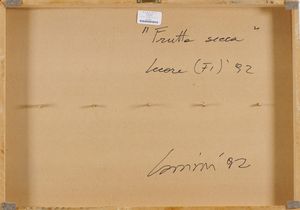 "Frutta secca"
Lecore (FI) '92
'92